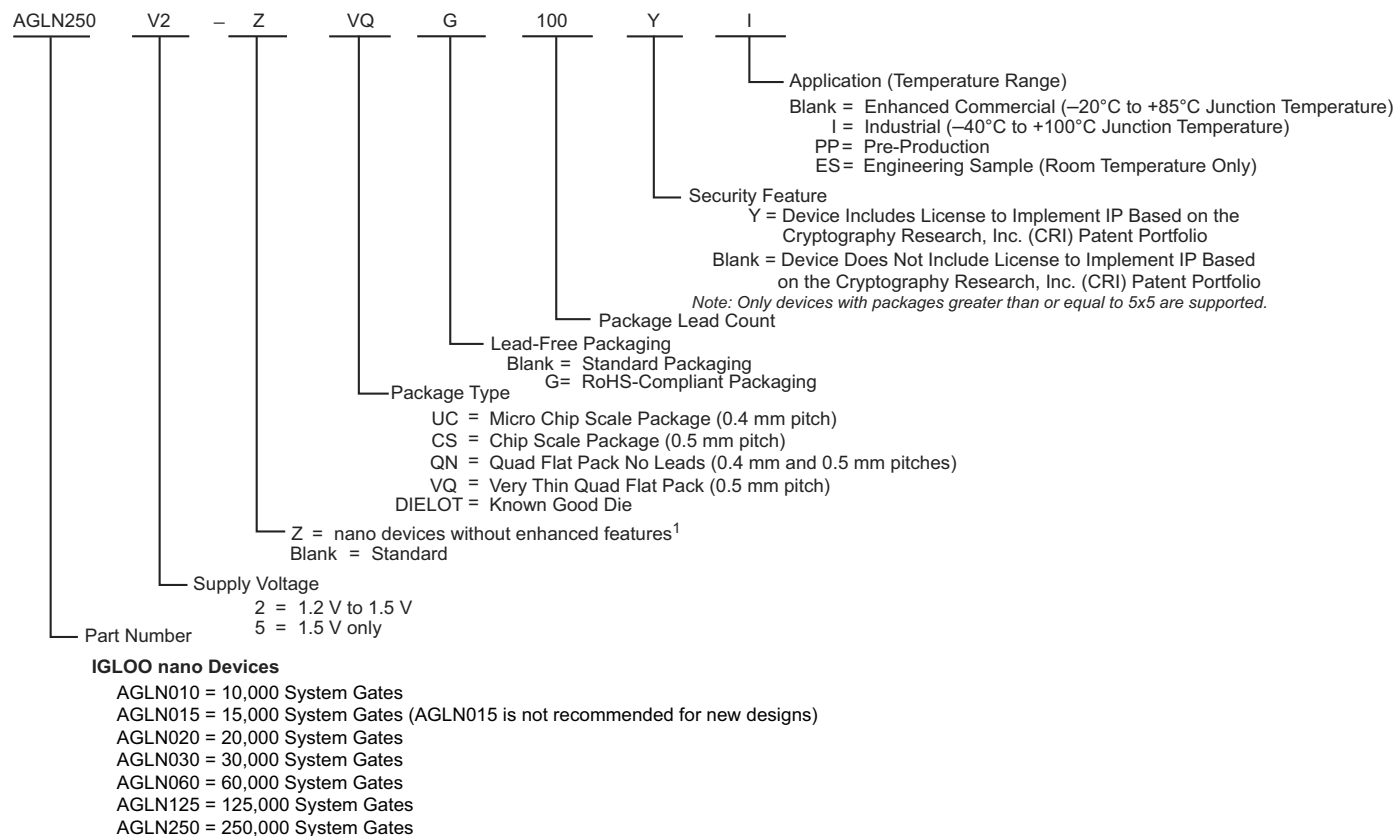 AGLN250 V2 – Z VQ G 100 Y I
Application (Temperature Range)
Blank = Enhanced Commercial (–20°C to +85°C Junction Temperature)
I = Industrial (–40°C to +100°C Junction Temperature)
PP = Pre-Production
ES = Engineering Sample (Room Temperature Only)
Security Feature
Y = Device Includes License to Implement IP Based on the
Cryptography Research, Inc. (CRI) Patent Portfolio
Blank = Device Does Not Include License to Implement IP Based
on the Cryptography Research, Inc. (CRI) Patent Portfolio
Note: Only devices with packages greater than or equal to 5x5 are supported.
Package Lead Count
Lead-Free Packaging
Blank = Standard Packaging
G= RoHS-Compliant Packaging
Package Type
UC = Micro Chip Scale Package (0.4 mm pitch)
CS = Chip Scale Package (0.5 mm pitch)
QN = Quad Flat Pack No Leads (0.4 mm and 0.5 mm pitches)
VQ = Very Thin Quad Flat Pack (0.5 mm pitch)
DIELOT = Known Good Die
Z = nano devices without enhanced features1
Blank = Standard
Supply Voltage
2 = 1.2 V to 1.5 V
5 = 1.5 V only
Part Number
IGLOO nano Devices
AGLN010 = 10,000 System Gates
AGLN015 = 15,000 System Gates (AGLN015 is not recommended for new designs)
AGLN020 = 20,000 System Gates
AGLN030 = 30,000 System Gates
AGLN060 = 60,000 System Gates
AGLN125 = 125,000 System Gates
AGLN250 = 250,000 System Gates